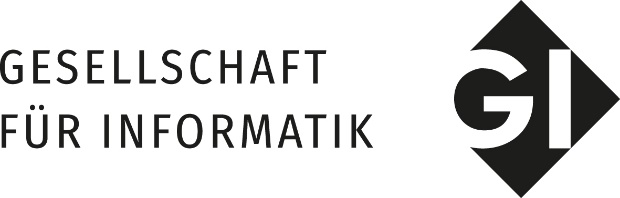 GESELLSCHAFT
FÜR INFORMATIK
GI